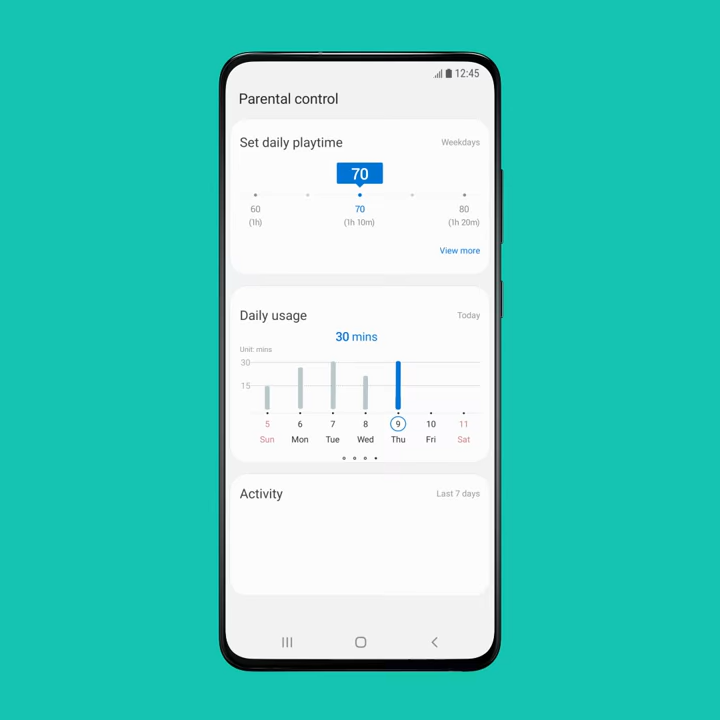 12:45
Parental control
Set daily playtime Weekdays
70
60 70 80
(1h) (1h 10m) (1h 20m)
View more
Daily usage Today
30 mins
Unit: mins
30
15
5 6 7 8 9 10 11
Sun Mon Tue Wed Thu Fri Sat
Activity Last 7 days